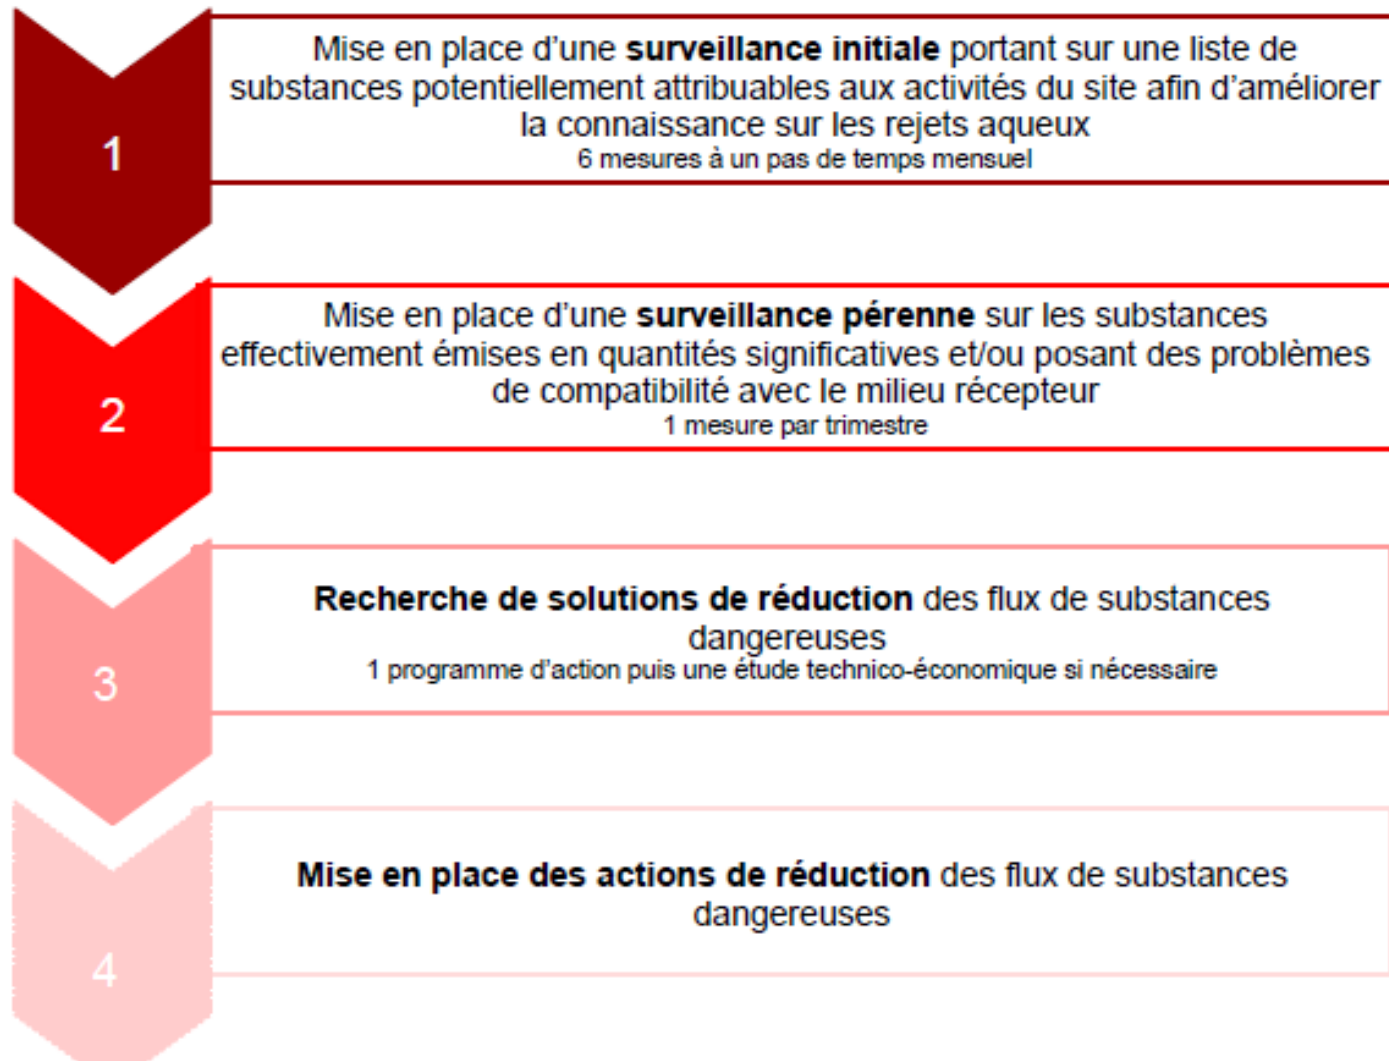 1
Mise en place d'une surveillance initiale portant sur une liste de
substances potentiellement attribuables aux activités du site afin d'améliorer
la connaissance sur les rejets aqueux
6 mesures à un pas de temps mensuel
2
Mise en place d'une surveillance pérenne sur les substances
effectivement émises en quantités significatives et/ou posant des problèmes
de compatibilité avec le milieu récepteur
1 mesure par trimestre
3
Recherche de solutions de réduction des flux de substances
dangereuses
1 programme d'action puis une étude technico-économique si nécessaire
4
Mise en place des actions de réduction des flux de substances
dangereuses